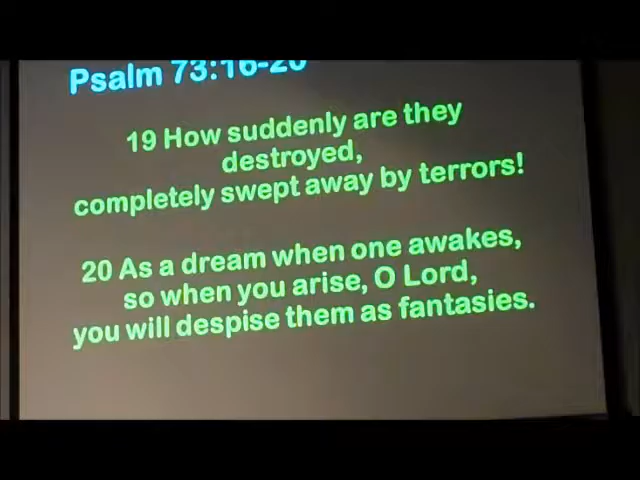 Psalm 73:16-20
19 How suddenly are they
destroyed,
completely swept away by terrors!
20 As a dream when one awakes,
so when you arise, O Lord,
you will despise them as fantasies.